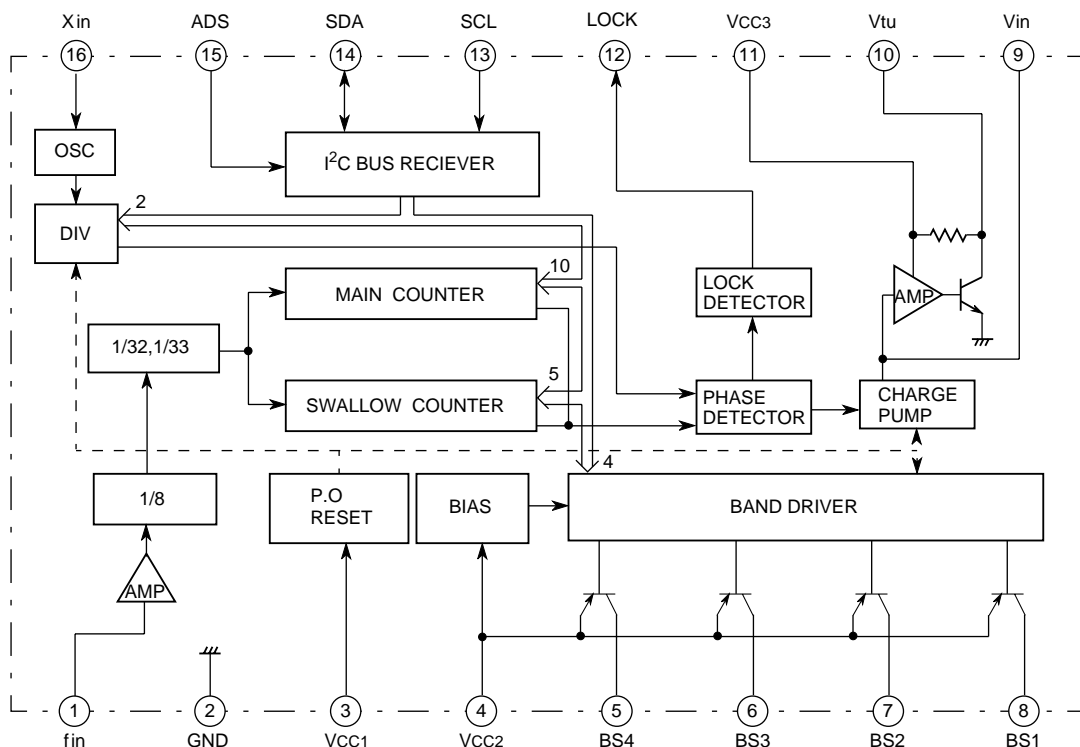 Xin ADS SDA SCL LOCK VCC3 Vtu Vin
16 15 14 13 12 11 10 9
OSC
I²C BUS RECIEVER
2
DIV
10
MAIN COUNTER
LOCK
DETECTOR
AMP
1/32,1/33
5
SWALLOW COUNTER
PHASE
DETECTOR
CHARGE
PUMP
4
1/8
P.O
RESET
BIAS
BAND DRIVER
AMP
1 2 3 4 5 6 7 8
fin GND VCC1 VCC2 BS4 BS3 BS2 BS1